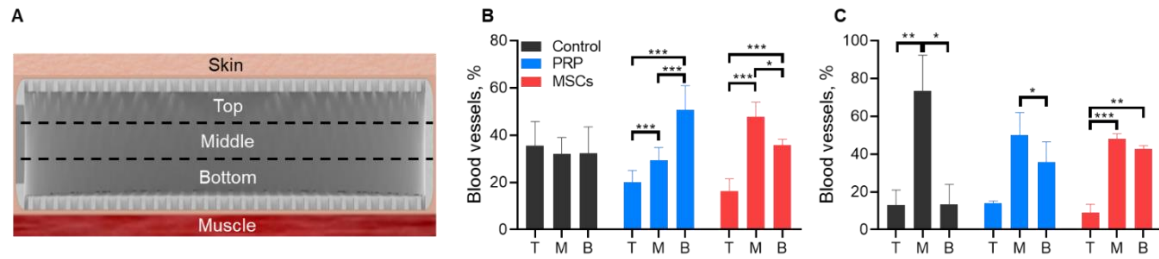 A
Skin
Top
Middle
Bottom
Muscle
B
Blood vessels, %
80
60
40
20
0
Control
PRP
MSCs
***
***
***
***
***
*
T M B T M B T M B
C
Blood vessels, %
100
80
60
40
20
0
** *
*
**
***
T M B T M B T M B